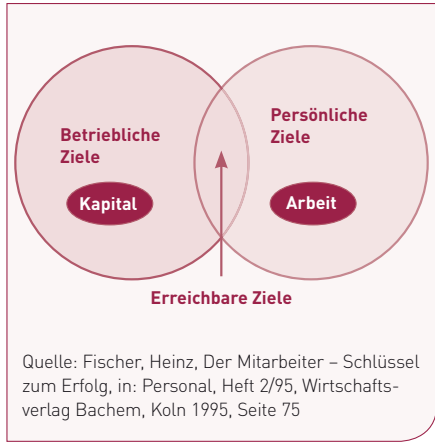 Betriebliche
Ziele
Kapital
Persönliche
Ziele
Arbeit
Erreichbare Ziele
Quelle: Fischer, Heinz, Der Mitarbeiter – Schlüssel
zum Erfolg, in: Personal, Heft 2/95, Wirtschafts-
verlag Bachem, Koln 1995, Seite 75